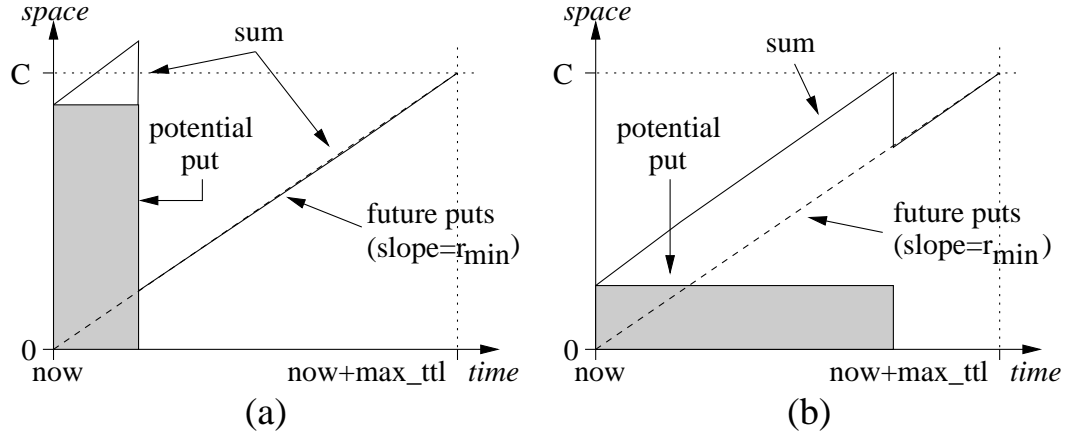 space
sum
C
potential
put
future puts
(slope=r_min)
0
now
now+max_ttl
time
(a)
space
sum
C
potential
put
future puts
(slope=r_min)
0
now
now+max_ttl
time
(b)